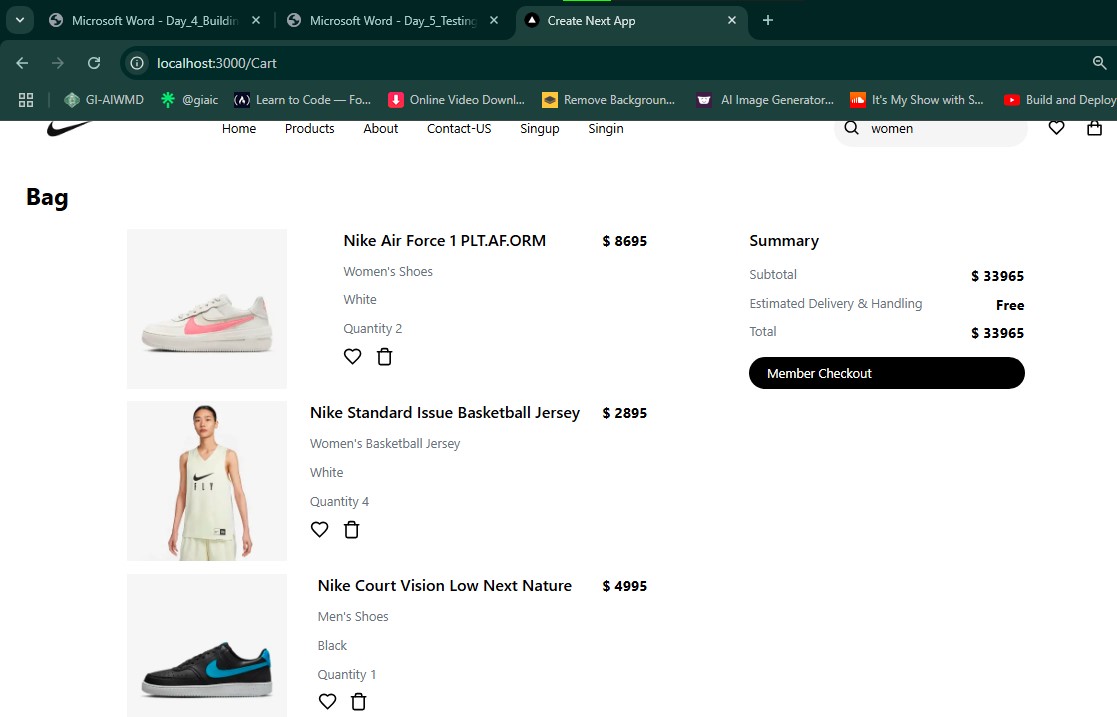 Microsoft Word - Day_4_Buildin
Microsoft Word - Day_5_Testing
Create Next App
localhost:3000/Cart
GI-AIWMD
@giaic
Learn to Code — Fo...
Online Video Downl...
Remove Backgroun...
AI Image Generator...
It's My Show with S...
Build and Deploy
Home
Products
About
Contact-US
Singup
Singin
women
Bag
Nike Air Force 1 PLT.AF.ORM
$ 8695
Women's Shoes
White
Quantity 2
Nike Standard Issue Basketball Jersey
$ 2895
Women's Basketball Jersey
White
Quantity 4
FLY
Nike Court Vision Low Next Nature
$ 4995
Men's Shoes
Black
Quantity 1
Summary
Subtotal
$ 33965
Estimated Delivery & Handling
Free
Total
$ 33965
Member Checkout